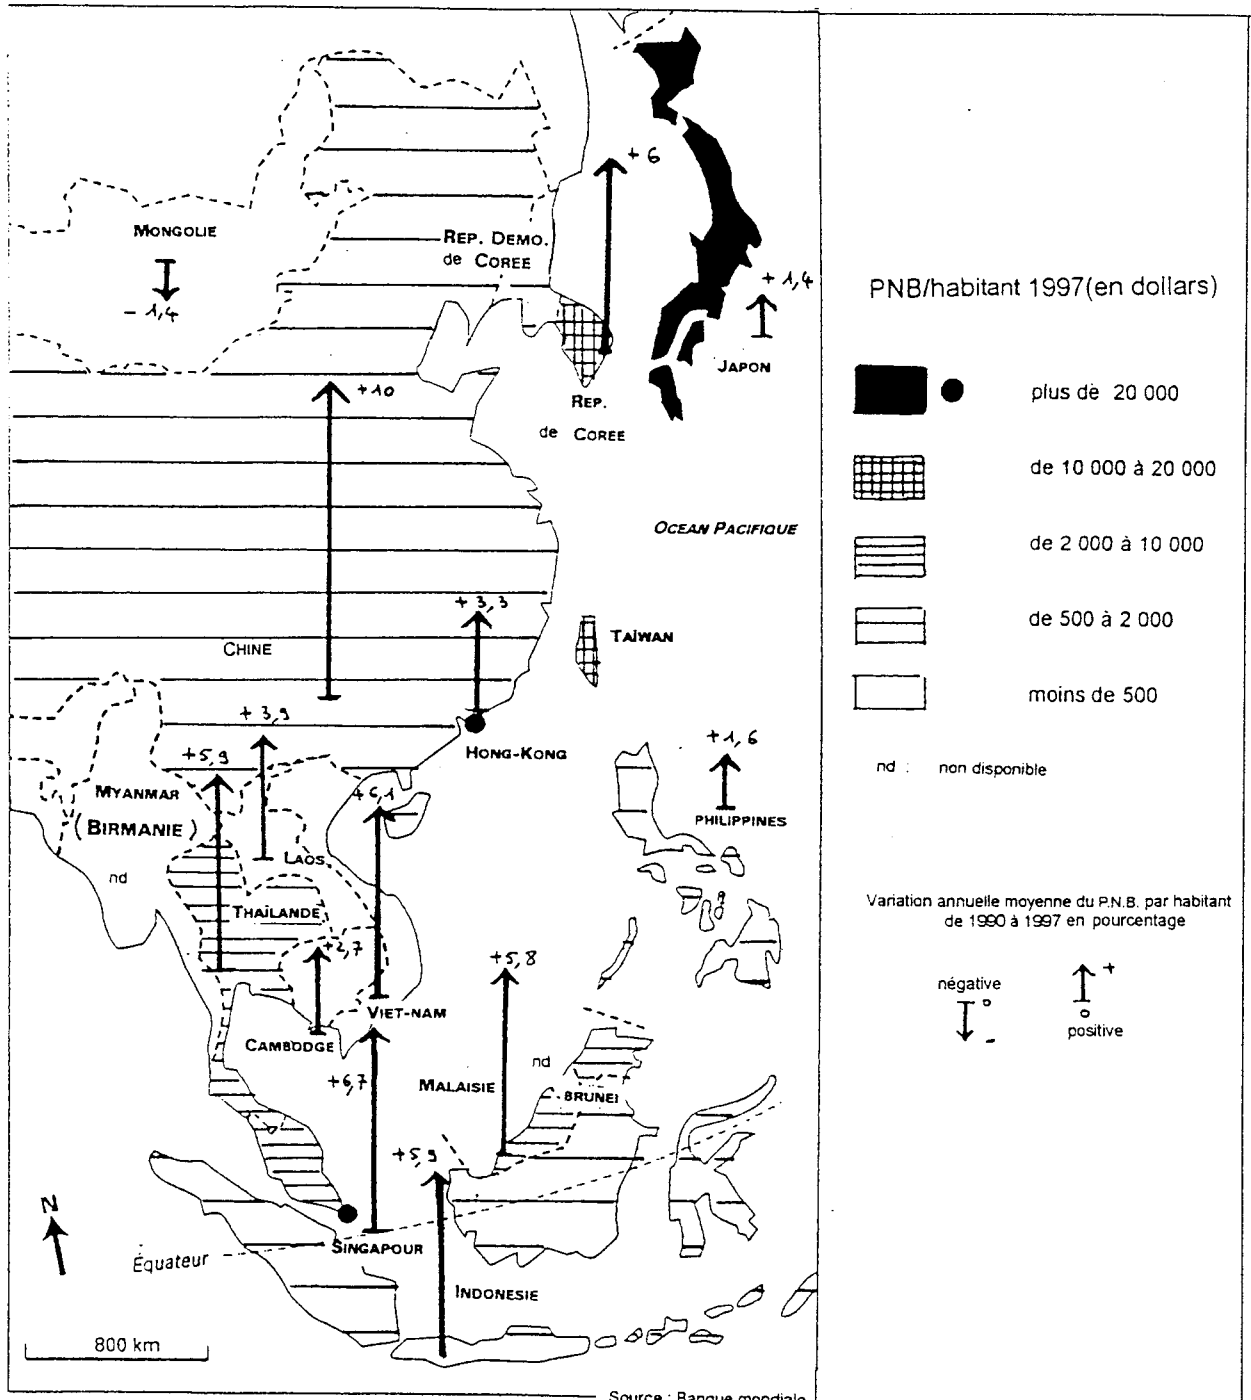 + 6
MONGOLIE
- 1,4
REP. DEMO.
de COREE
+ 1,4
JAPON
+10
REP.
de COREE
OCEAN PACIFIQUE
+ 3,3
TAÏWAN
CHINE
+ 3,9
HONG-KONG
+5,9
MYANMAR
(BIRMANIE)
nd
+6,1
+1,6
PHILIPPINES
LAOS
THAÏLANDE
+2,7
+5,8
VIET-NAM
CAMBODGE
+6,7
nd
MALAISIE
BRUNEI
+5,9
N
Équateur
SINGAPOUR
INDONESIE
800 km
PNB/habitant 1997(en dollars)
plus de 20 000
de 10 000 à 20 000
de 2 000 à 10 000
de 500 à 2 000
moins de 500
nd : non disponible
Variation annuelle moyenne du P.N.B. par habitant
de 1990 à 1997 en pourcentage
négative
o
-
+
o
positive
Source : Banque mondiale